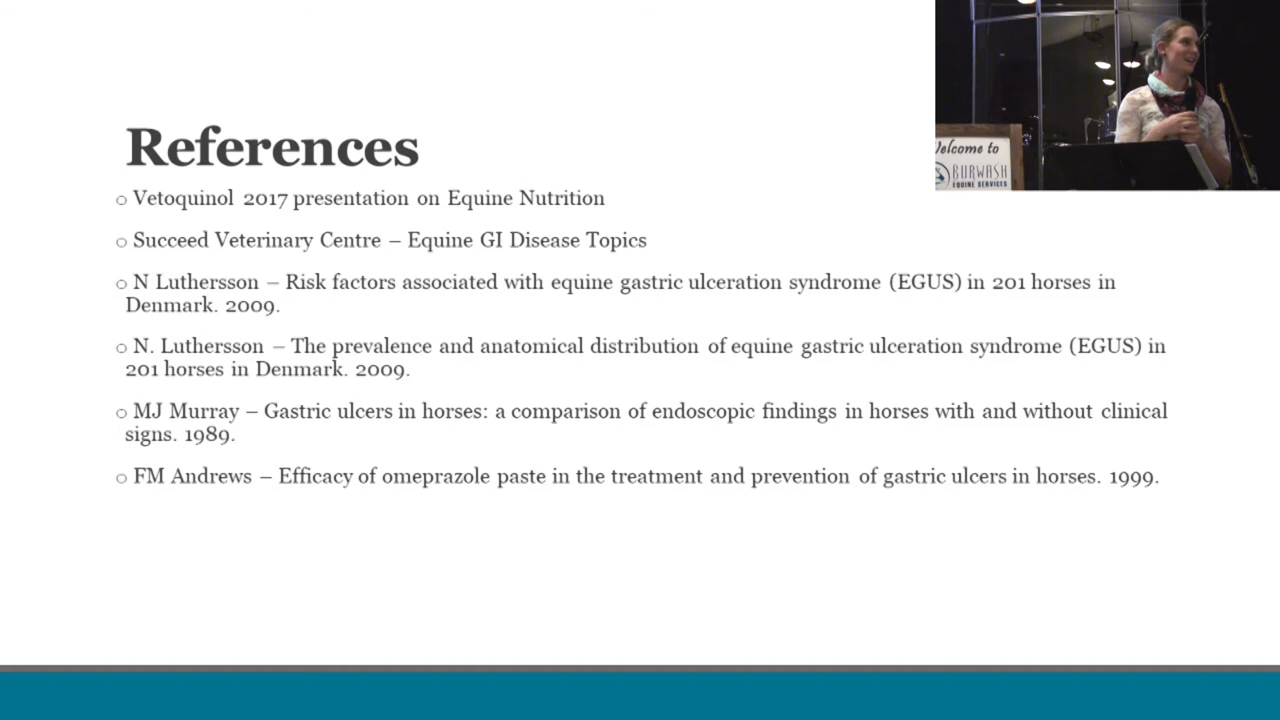 References
○ Vetoquinol 2017 presentation on Equine Nutrition
○ Succeed Veterinary Centre – Equine GI Disease Topics
○ N Luthersson – Risk factors associated with equine gastric ulceration syndrome (EGUS) in 201 horses in
Denmark. 2009.
○ N. Luthersson – The prevalence and anatomical distribution of equine gastric ulceration syndrome (EGUS) in
201 horses in Denmark. 2009.
○ MJ Murray – Gastric ulcers in horses: a comparison of endoscopic findings in horses with and without clinical
signs. 1989.
○ FM Andrews – Efficacy of omeprazole paste in the treatment and prevention of gastric ulcers in horses. 1999.
elcome to
BURWASH
EQUINE SERVICES